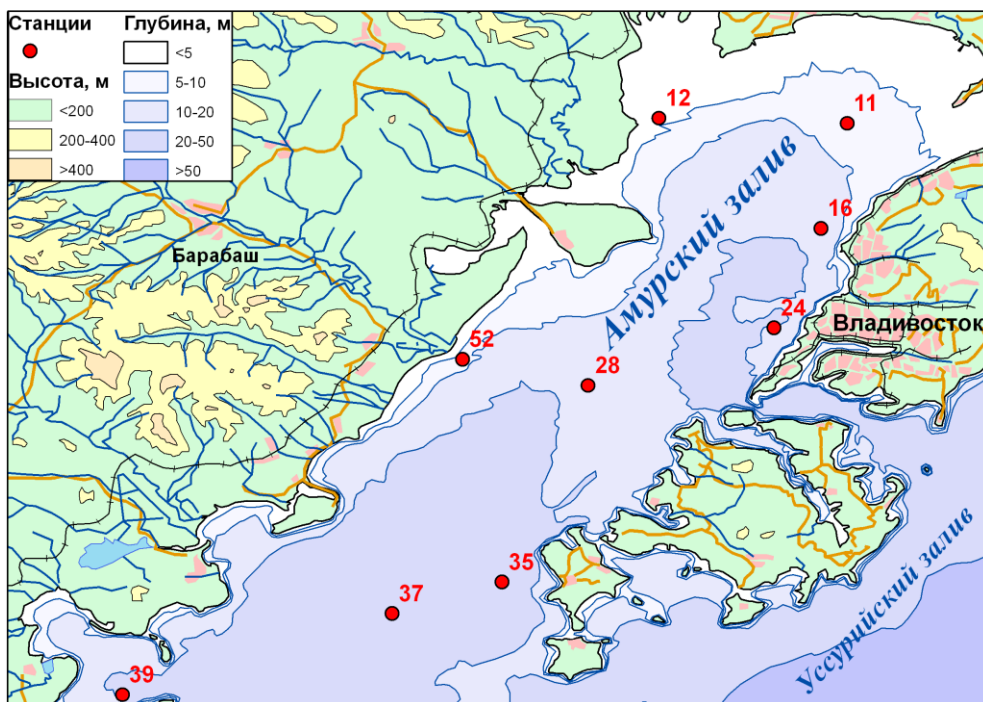 Станции
Высота, м
<200
200-400
>400
Глубина, м
<5
5-10
10-20
20-50
>50
12
11
Амурский залив
16
Барабаш
24
Владивосток
52
28
35
37
Уссурийский залив
39